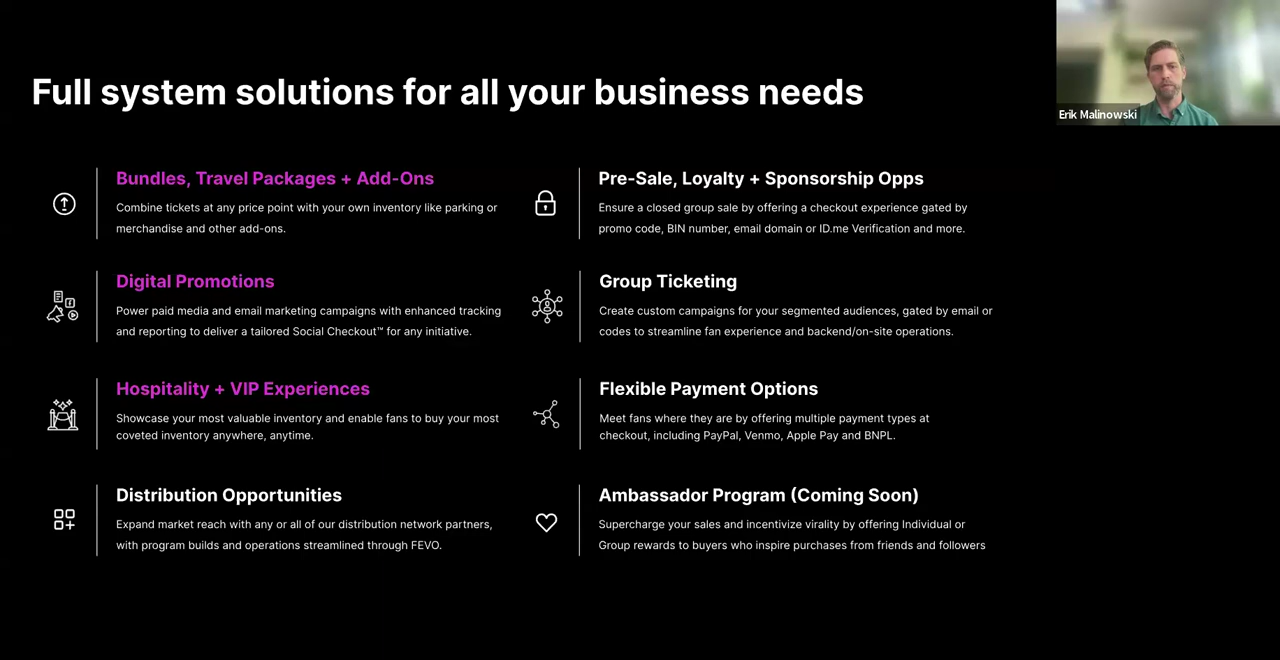 Full system solutions for all your business needs
Erik Malinowski
Bundles, Travel Packages + Add-Ons
Combine tickets at any price point with your own inventory like parking or
merchandise and other add-ons.
Pre-Sale, Loyalty + Sponsorship Opps
Ensure a closed group sale by offering a checkout experience gated by
promo code, BIN number, email domain or ID.me Verification and more.
Digital Promotions
Power paid media and email marketing campaigns with enhanced tracking
and reporting to deliver a tailored Social Checkout™ for any initiative.
Group Ticketing
Create custom campaigns for your segmented audiences, gated by email or
codes to streamline fan experience and backend/on-site operations.
Hospitality + VIP Experiences
Showcase your most valuable inventory and enable fans to buy your most
coveted inventory anywhere, anytime.
Flexible Payment Options
Meet fans where they are by offering multiple payment types at
checkout, including PayPal, Venmo, Apple Pay and BNPL.
Distribution Opportunities
Expand market reach with any or all of our distribution network partners,
with program builds and operations streamlined through FEVO.
Ambassador Program (Coming Soon)
Supercharge your sales and incentivize virality by offering Individual or
Group rewards to buyers who inspire purchases from friends and followers